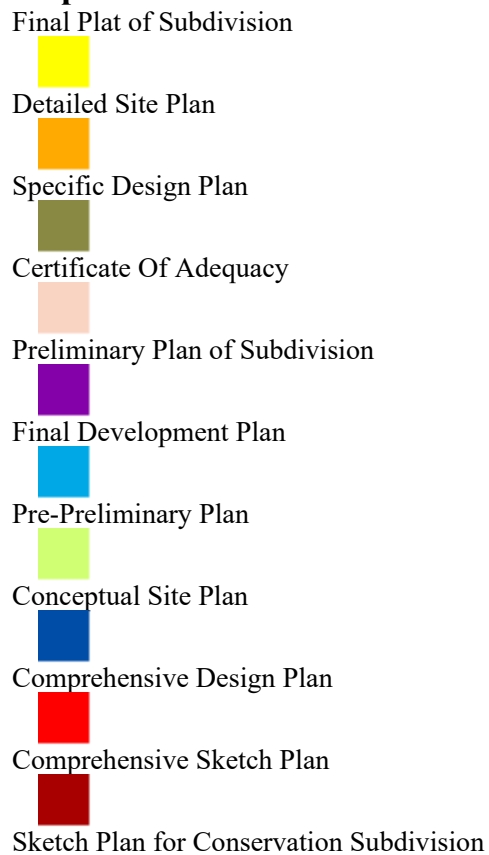 Final Plat of Subdivision
Detailed Site Plan
Specific Design Plan
Certificate Of Adequacy
Preliminary Plan of Subdivision
Final Development Plan
Pre-Preliminary Plan
Conceptual Site Plan
Comprehensive Design Plan
Comprehensive Sketch Plan
Sketch Plan for Conservation Subdivision